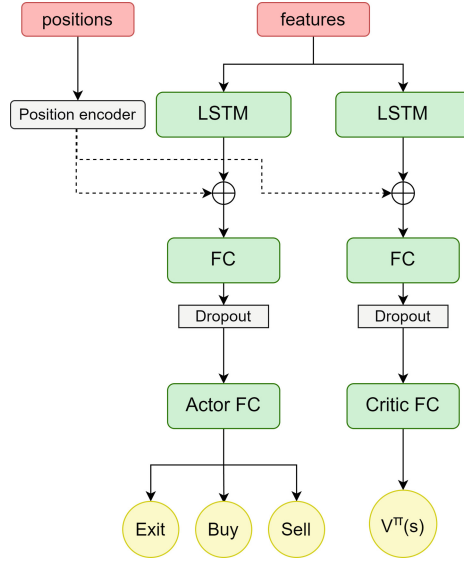 positions
features
Position encoder
LSTM
LSTM
FC
FC
Dropout
Dropout
Actor FC
Critic FC
Exit
Buy
Sell
Vπ(s)